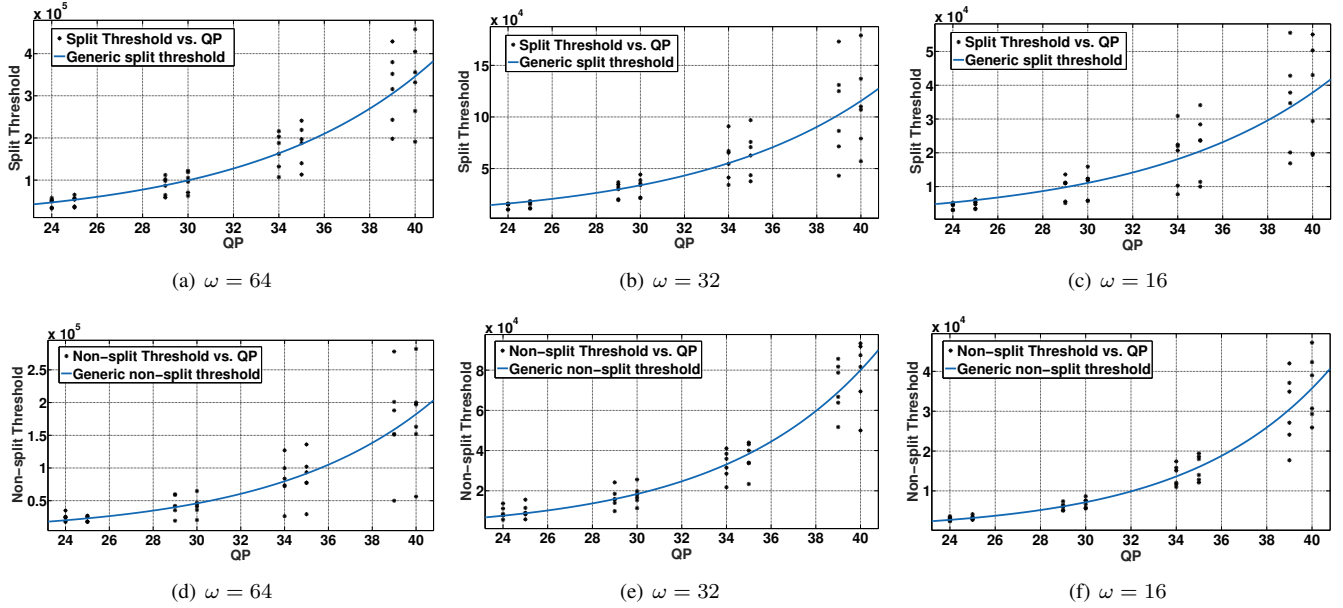 x 10^5
Split Threshold vs. QP
Generic split threshold
Split Threshold
4
3
2
1
24 26 28 30 32 34 36 38 40
QP
(a) ω = 64
x 10^4
Split Threshold vs. QP
Generic split threshold
Split Threshold
15
10
5
24 26 28 30 32 34 36 38 40
QP
(b) ω = 32
x 10^4
Split Threshold vs. QP
Generic split threshold
Split Threshold
5
4
3
2
1
24 26 28 30 32 34 36 38 40
QP
(c) ω = 16
x 10^5
Non-split Threshold vs. QP
Generic non-split threshold
Non-split Threshold
2.5
2
1.5
1
0.5
24 26 28 30 32 34 36 38 40
QP
(d) ω = 64
x 10^4
Non-split Threshold vs. QP
Generic non-split threshold
Non-split Threshold
8
6
4
2
24 26 28 30 32 34 36 38 40
QP
(e) ω = 32
x 10^4
Non-split Threshold vs. QP
Generic non-split threshold
Non-split Threshold
4
3
2
1
24 26 28 30 32 34 36 38 40
QP
(f) ω = 16